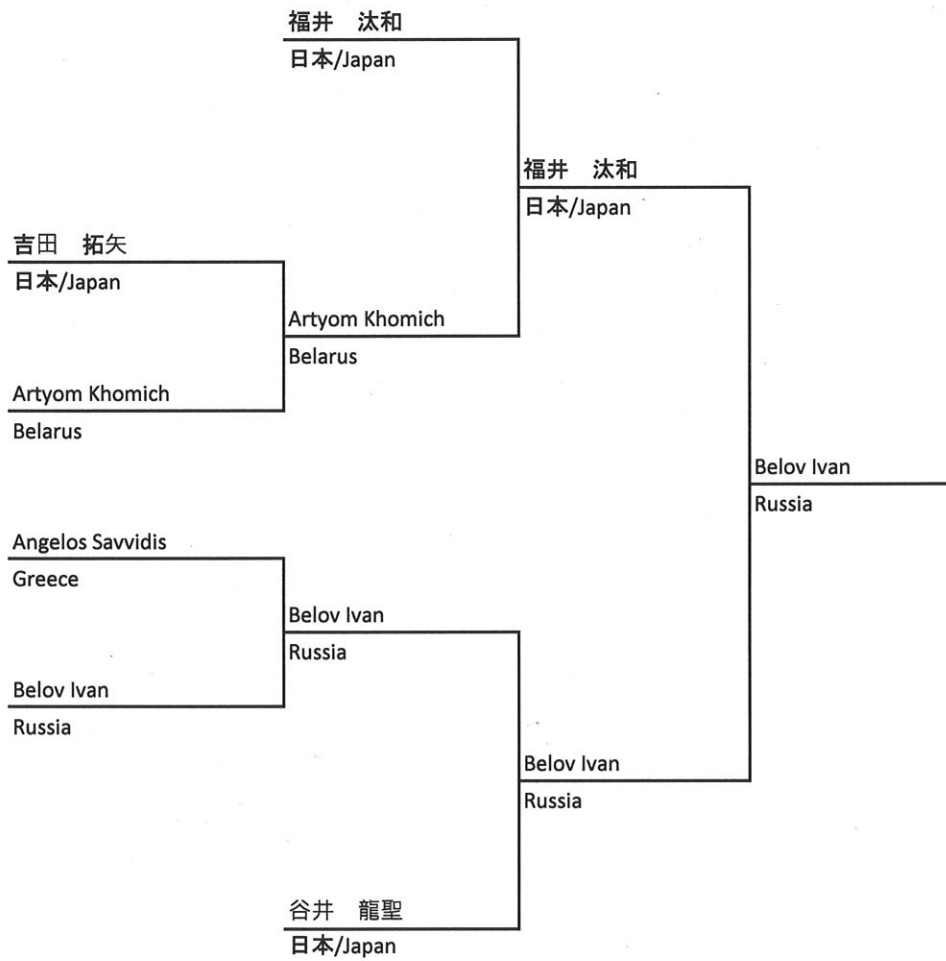 福井　汰和
日本/Japan
福井　汰和
日本/Japan
吉田　拓矢
日本/Japan
Artyom Khomich
Belarus
Artyom Khomich
Belarus
Belov Ivan
Russia
Angelos Savvidis
Greece
Belov Ivan
Russia
Belov Ivan
Russia
Belov Ivan
Russia
谷井　龍聖
日本/Japan